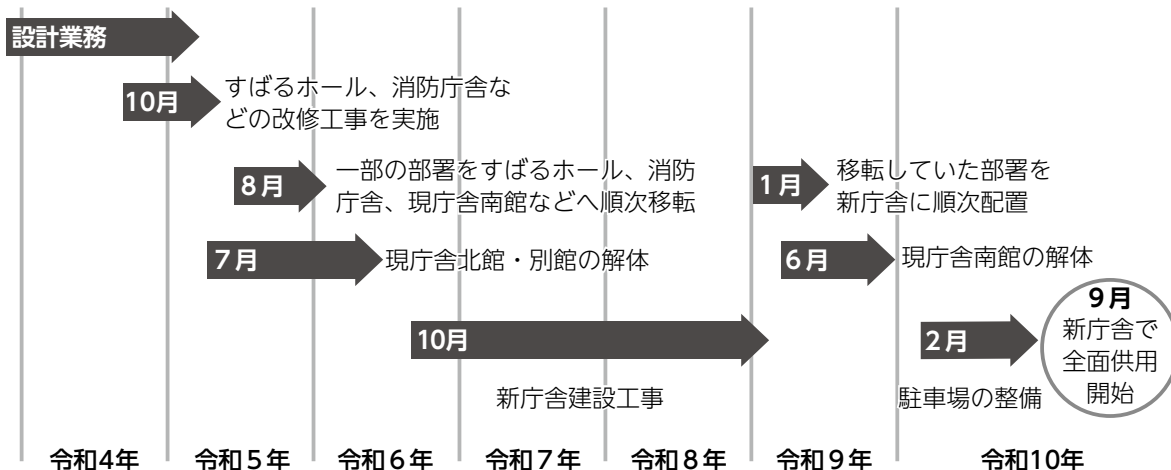 設計業務
10月
すばるホール、消防庁舎な
どの改修工事を実施
8月
一部の部署をすばるホール、消防
庁舎、現庁舎南館などへ順次移転
1月
移転していた部署を
新庁舎に順次配置
7月
現庁舎北館・別館の解体
6月
現庁舎南館の解体
10月
新庁舎建設工事
2月
駐車場の整備
9月
新庁舎で
全面供用
開始
令和4年 令和5年 令和6年 令和7年 令和8年 令和9年 令和10年